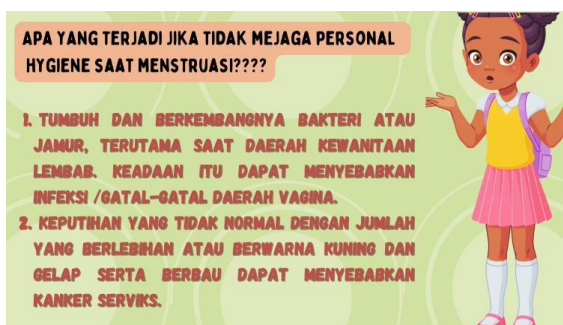 APA YANG TERJADI JIKA TIDAK MEJAGA PERSONAL
HYGIENE SAAT MENSTRUASI????
1. TUMBUH DAN BERKEMBANGNYA BAKTERI ATAU
JAMUR, TERUTAMA SAAT DAERAH KEWANITAAN
LEMBAB. KEADAAN ITU DAPAT MENYEBABKAN
INFEKSI /GATAL-GATAL DAERAH VAGINA.
2. KEPUTIHAN YANG TIDAK NORMAL DENGAN JUMLAH
YANG BERLEBIHAN ATAU BERWARNA KUNING DAN
GELAP SERTA BERBAU DAPAT MENYEBABKAN
KANKER SERVIKS.